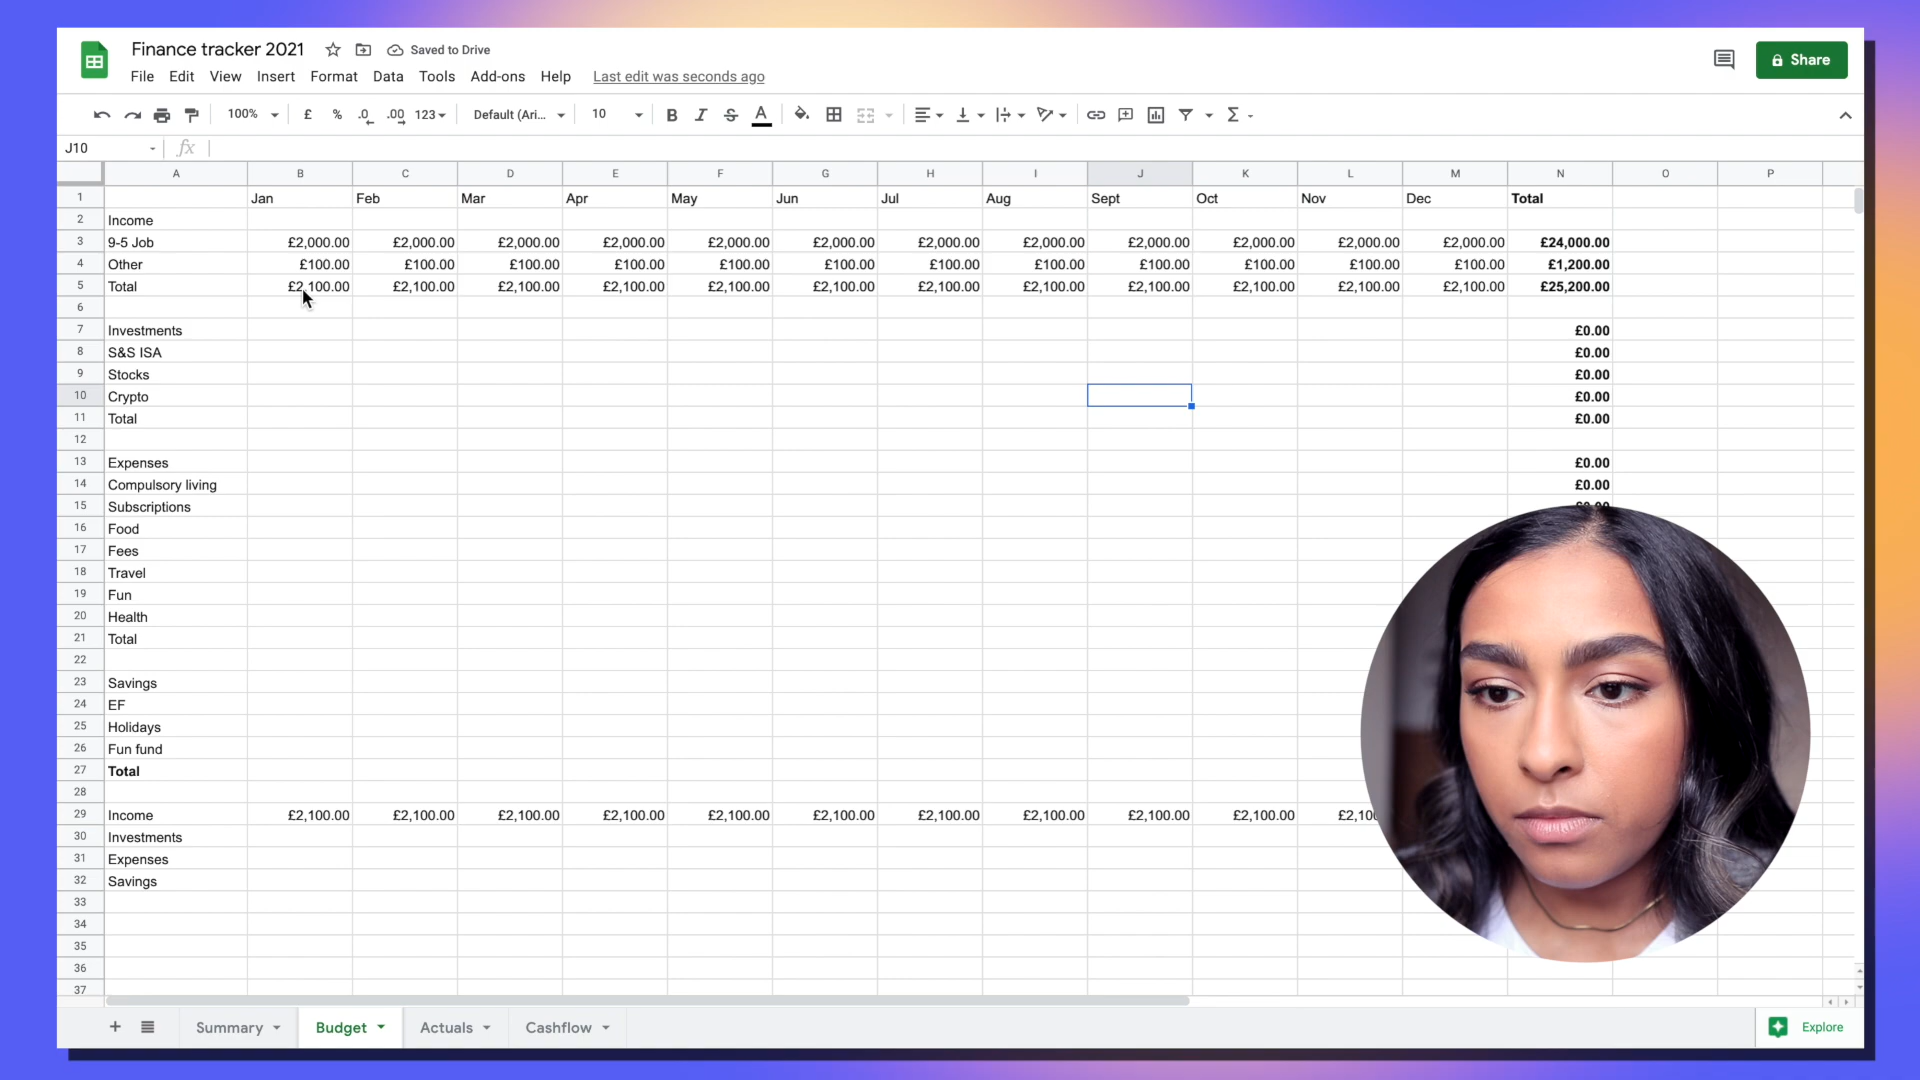 Finance tracker 2021 Saved to Drive
File Edit View Insert Format Data Tools Add-ons Help Last edit was seconds ago Share
100% £ % .0 .00 123 Default (Ari... 10 B I S A
J10 fx
A B C D E F G H I J K L M N O P
1 Jan Feb Mar Apr May Jun Jul Aug Sept Oct Nov Dec Total
2 Income
3 9-5 Job £2,000.00 £2,000.00 £2,000.00 £2,000.00 £2,000.00 £2,000.00 £2,000.00 £2,000.00 £2,000.00 £2,000.00 £2,000.00 £2,000.00 £24,000.00
4 Other £100.00 £100.00 £100.00 £100.00 £100.00 £100.00 £100.00 £100.00 £100.00 £100.00 £100.00 £100.00 £1,200.00
5 Total £2,100.00 £2,100.00 £2,100.00 £2,100.00 £2,100.00 £2,100.00 £2,100.00 £2,100.00 £2,100.00 £2,100.00 £2,100.00 £2,100.00 £25,200.00
6
7 Investments £0.00
8 S&S ISA £0.00
9 Stocks £0.00
10 Crypto £0.00
11 Total £0.00
12
13 Expenses £0.00
14 Compulsory living £0.00
15 Subscriptions
16 Food
17 Fees
18 Travel
19 Fun
20 Health
21 Total
22
23 Savings
24 EF
25 Holidays
26 Fun fund
27 Total
28
29 Income £2,100.00 £2,100.00 £2,100.00 £2,100.00 £2,100.00 £2,100.00 £2,100.00 £2,100.00 £2,100.00 £2,100.00
30 Investments
31 Expenses
32 Savings
33
34
35
36
37
Summary Budget Actuals Cashflow Explore